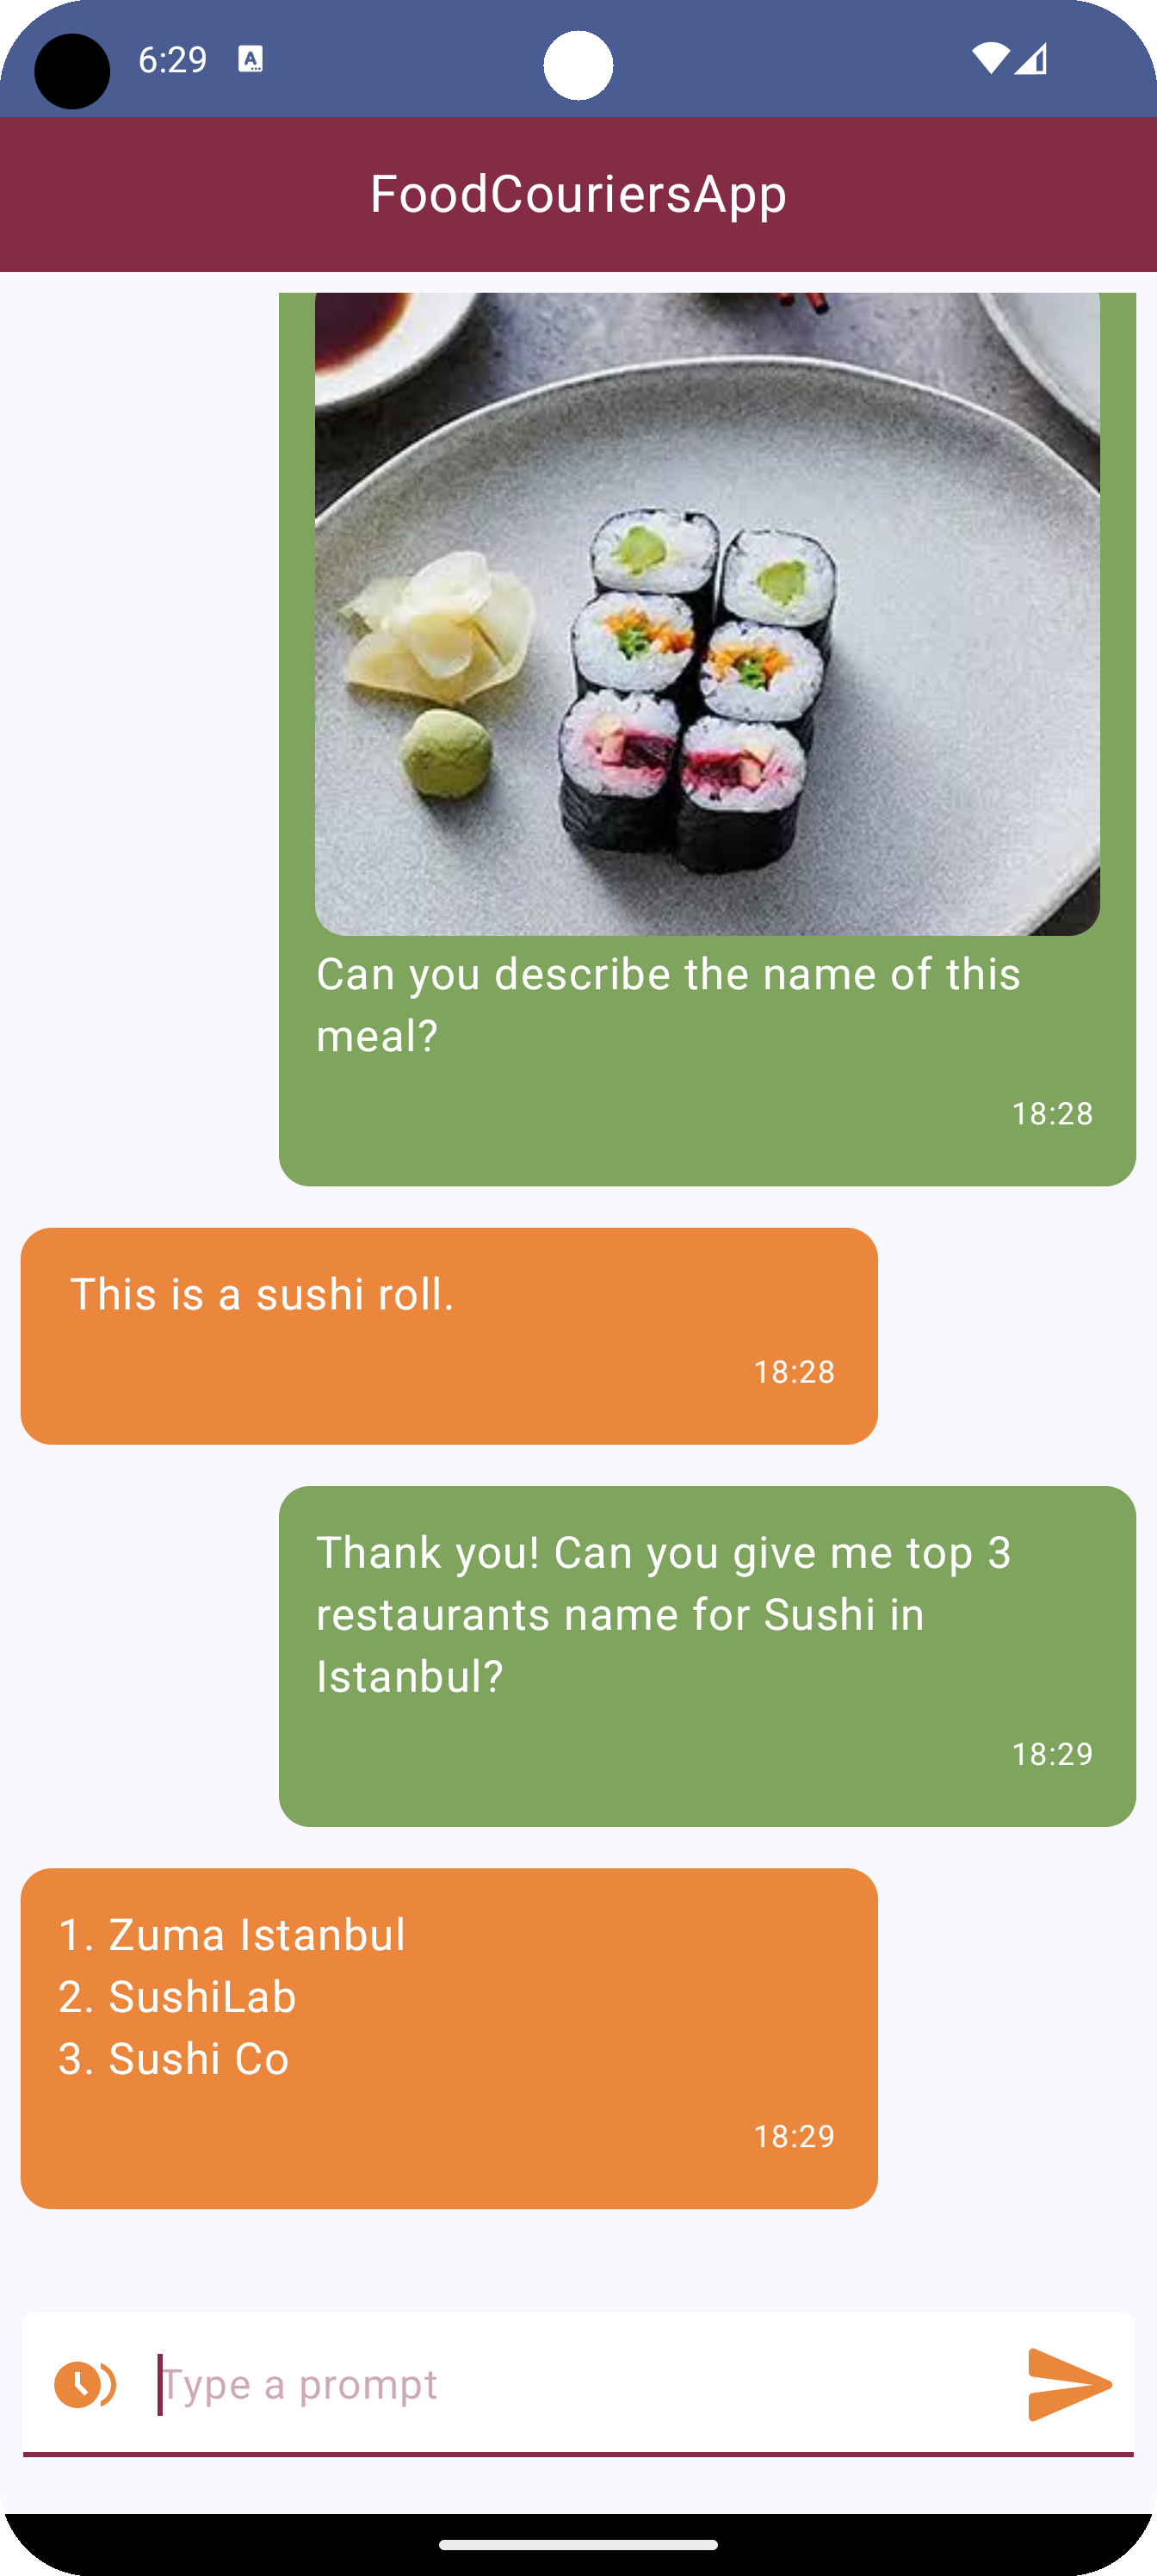 6:29
FoodCouriersApp
Can you describe the name of this
meal?
18:28
This is a sushi roll.
18:28
Thank you! Can you give me top 3
restaurants name for Sushi in
Istanbul?
18:29
1. Zuma Istanbul
2. SushiLab
3. Sushi Co
18:29
Type a prompt